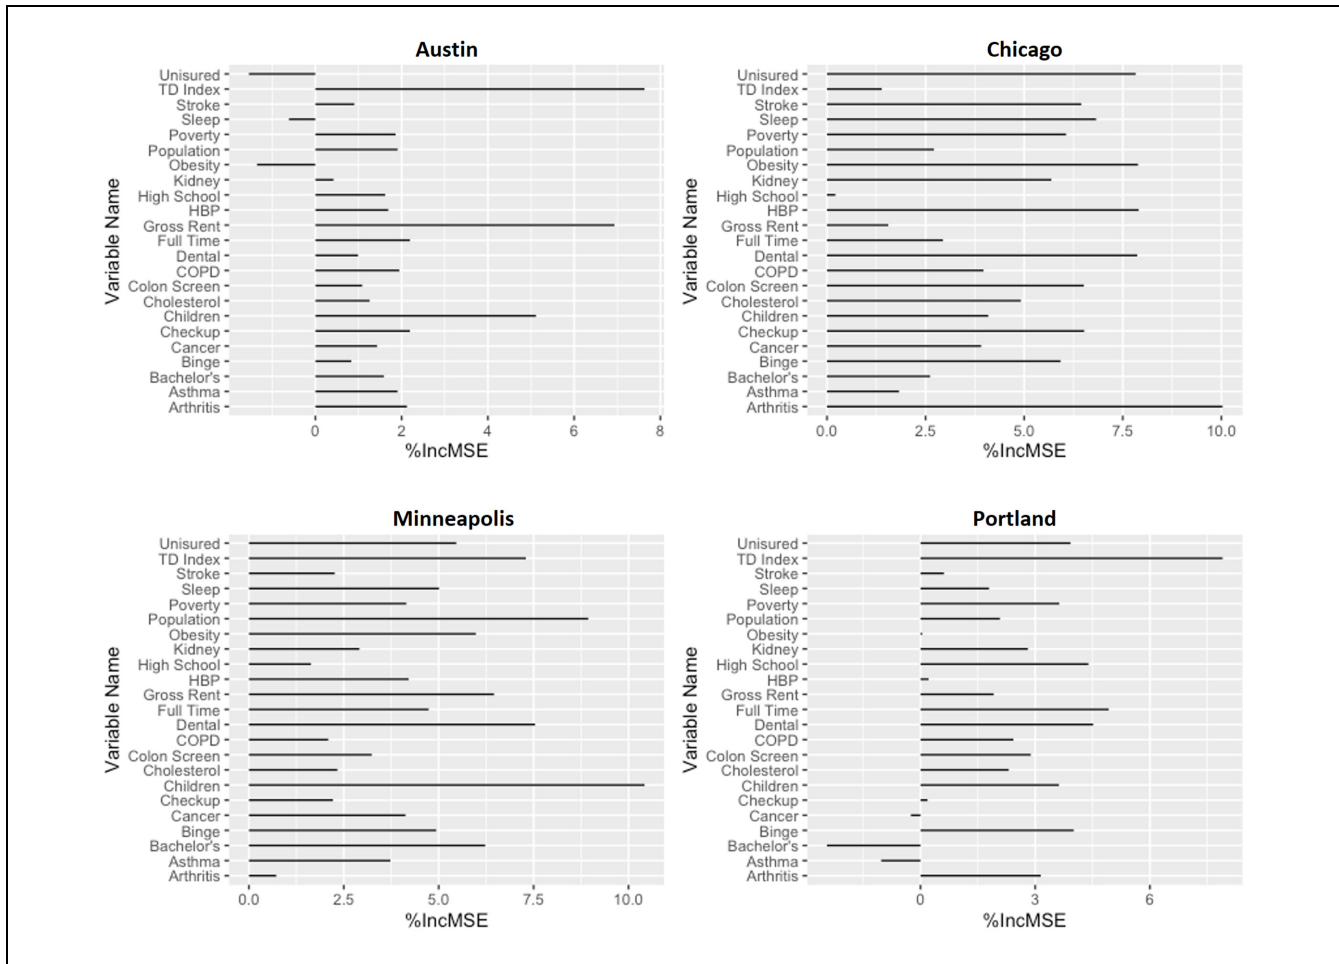 Austin
Unisured
TD Index
Stroke
Sleep
Poverty
Population
Obesity
Kidney
High School
HBP
Gross Rent
Full Time
Dental
COPD
Colon Screen
Cholesterol
Children
Checkup
Cancer
Binge
Bachelor's
Asthma
Arthritis
Variable Name
0 2 4 6 8
%IncMSE
Chicago
Unisured
TD Index
Stroke
Sleep
Poverty
Population
Obesity
Kidney
High School
HBP
Gross Rent
Full Time
Dental
COPD
Colon Screen
Cholesterol
Children
Checkup
Cancer
Binge
Bachelor's
Asthma
Arthritis
Variable Name
0.0 2.5 5.0 7.5 10.0
%IncMSE
Minneapolis
Unisured
TD Index
Stroke
Sleep
Poverty
Population
Obesity
Kidney
High School
HBP
Gross Rent
Full Time
Dental
COPD
Colon Screen
Cholesterol
Children
Checkup
Cancer
Binge
Bachelor's
Asthma
Arthritis
Variable Name
0.0 2.5 5.0 7.5 10.0
%IncMSE
Portland
Unisured
TD Index
Stroke
Sleep
Poverty
Population
Obesity
Kidney
High School
HBP
Gross Rent
Full Time
Dental
COPD
Colon Screen
Cholesterol
Children
Checkup
Cancer
Binge
Bachelor's
Asthma
Arthritis
Variable Name
0 3 6
%IncMSE